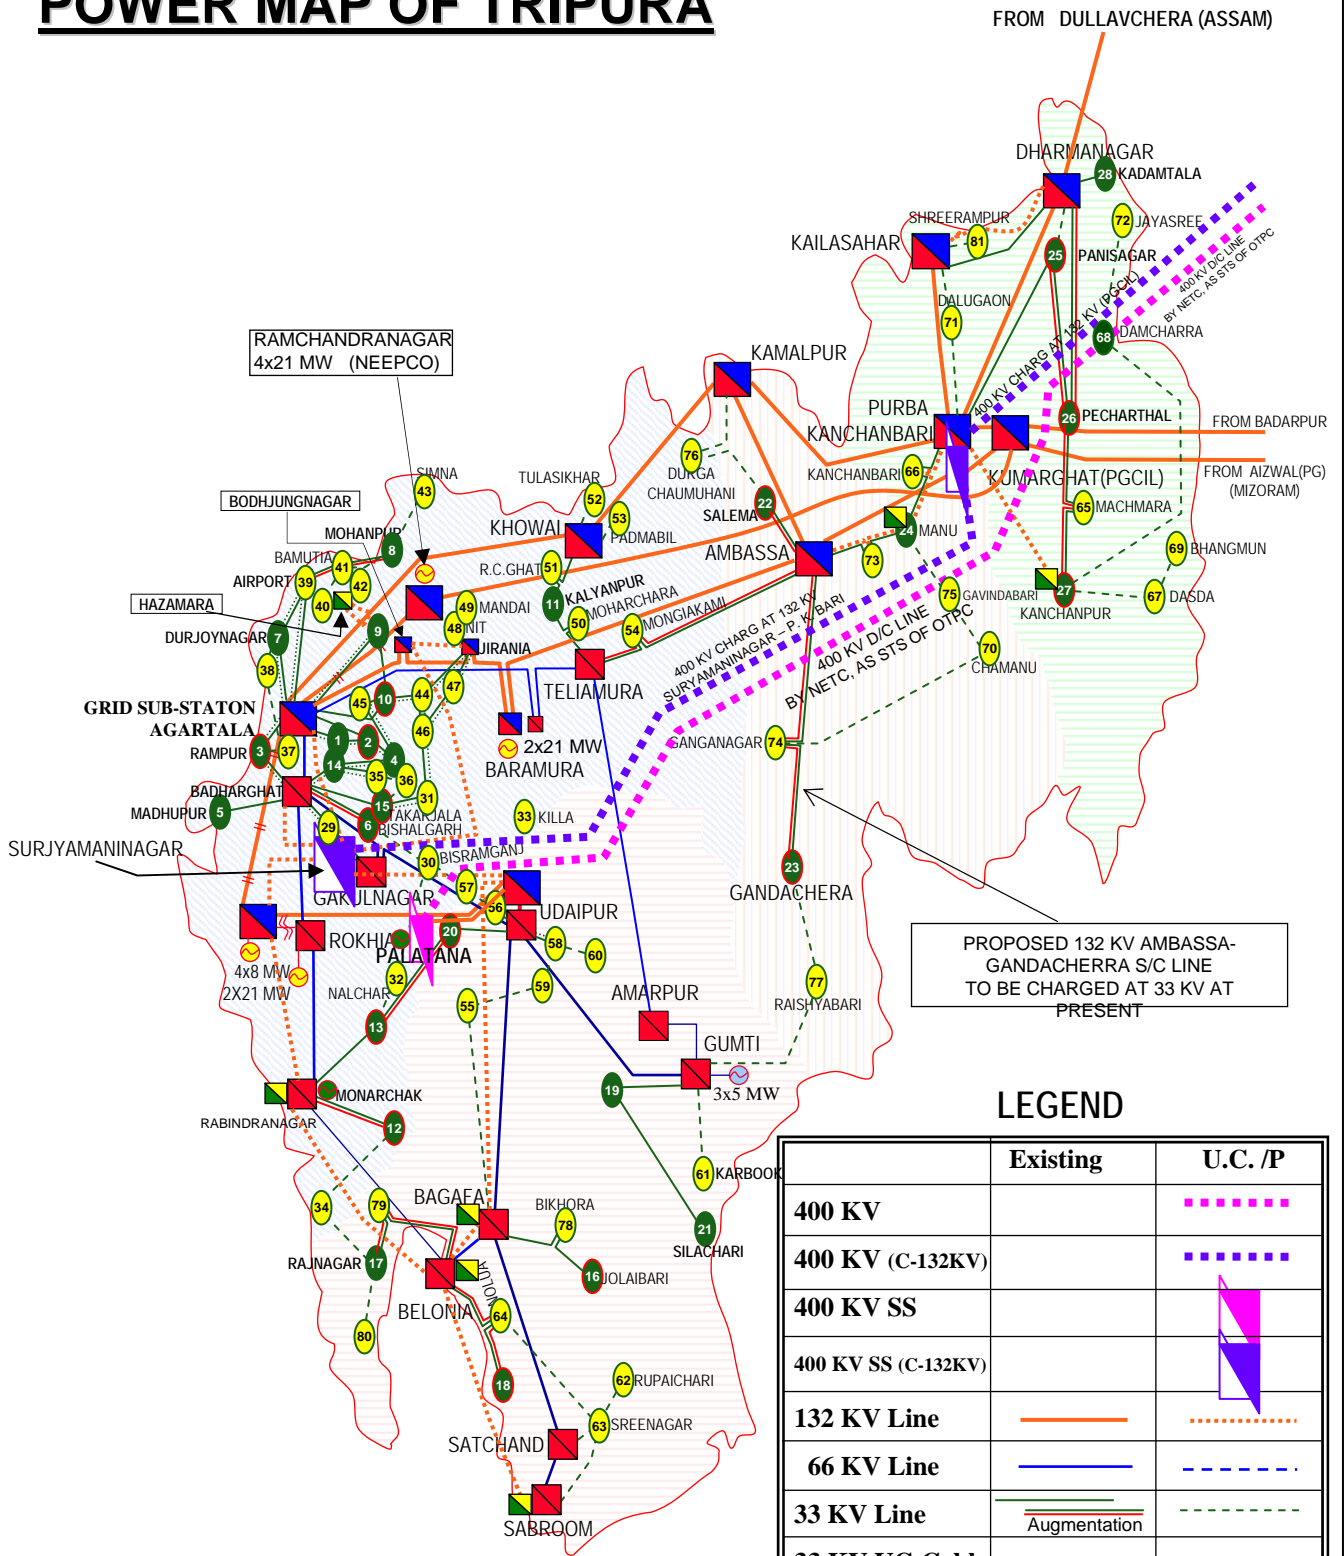 POWER MAP OF TRIPURA
FROM DULLAVCHERA (ASSAM)
DHARMANAGAR
28 KADAMTALA
SHREERAMPUR
72 JAYASREE
KAILASAHAR
81
25 PANISAGAR
400 KV D/C LINE
BY NETC, AS STS OF OTPC
400 KV CHARG AT 132 KV (PGCIL)
DALUGAON
71
68 DAMCHARRA
RAMCHANDRANAGAR
4x21 MW (NEEPCO)
KAMALPUR
PURBA
KANCHANBARI
26 PECHARTHAL
FROM BADARPUR
76
DURGA
CHAUMUHANI
KANCHANBARI 66
KUMARGHAT(PGCIL)
FROM AIZWAL(PG)
(MIZORAM)
SIMNA
43
TULASIKHAR
52
BODHJUNGNAGAR
22
SALEMA
65 MACHMARA
MOHANPUR
8
KHOWAI
53
PADMABIL
24 MANU
AMBASSA
73
69 BHANGMUN
BAMUTIA
41
AIRPORT 39
42
R.C.GHAT 51
40
HAZAMARA
11 KALYANPUR
49 MANDAI
75 GAVINDABARI
27
KANCHANPUR
67 DASDA
DURJOYNAGAR 7
9
48 NIT
50 MOHARCHARA
54 MONGIAKAMI
JIRANIA
70
CHAMANU
38
TELIAMURA
400 KV CHARG AT 132 KV
SURYAMANINAGAR – P. K. BARI
400 KV D/C LINE
BY NETC, AS STS OF OTPC
GRID SUB-STATON
AGARTALA
45
10
44
47
46
RAMPUR 3
37
1
2
4
14
2x21 MW
BARAMURA
GANGANAGAR 74
35
36
BADHARGHAT
31
15
TAKARJALA
MADHUPUR 5
6
BISHALGARH
29
33 KILLA
SURJYAMANINAGAR
30
BISRAMGANJ
23
GANDACHERA
GAKULNAGAR
57
56
UDAIPUR
ROKHIA
20
PALATANA
58
60
PROPOSED 132 KV AMBASSA-
GANDACHERRA S/C LINE
TO BE CHARGED AT 33 KV AT
PRESENT
4x8 MW
2X21 MW
32
NALCHAR
59
55
AMARPUR
77
RAISHYABARI
13
GUMTI
3x5 MW
19
MONARCHAK
RABINDRANAGAR
12
61 KARBOOK
34
79
BAGAFA
BIKHORA
78
21
SILACHARI
RAJNAGAR 17
16 JOLAIBARI
BELONIA
64
80
18
62 RUPAICHARI
63 SREENAGAR
SATCHAND
SABROOM
LEGEND
Existing U.C. /P
400 KV
400 KV (C-132KV)
400 KV SS
400 KV SS (C-132KV)
132 KV Line
66 KV Line
33 KV Line
Augmentation